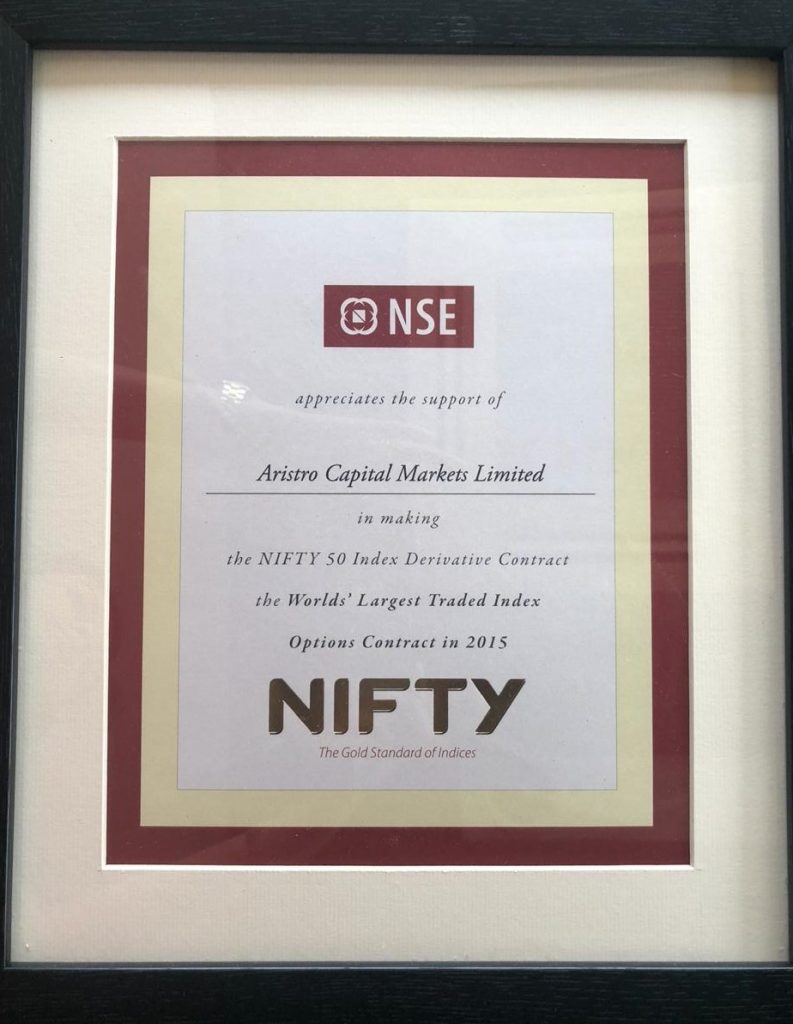 NSE
appreciates the support of
Aristro Capital Markets Limited
in making
the NIFTY 50 Index Derivative Contract
the Worlds' Largest Traded Index
Options Contract in 2015
NIFTY
The Gold Standard of Indices